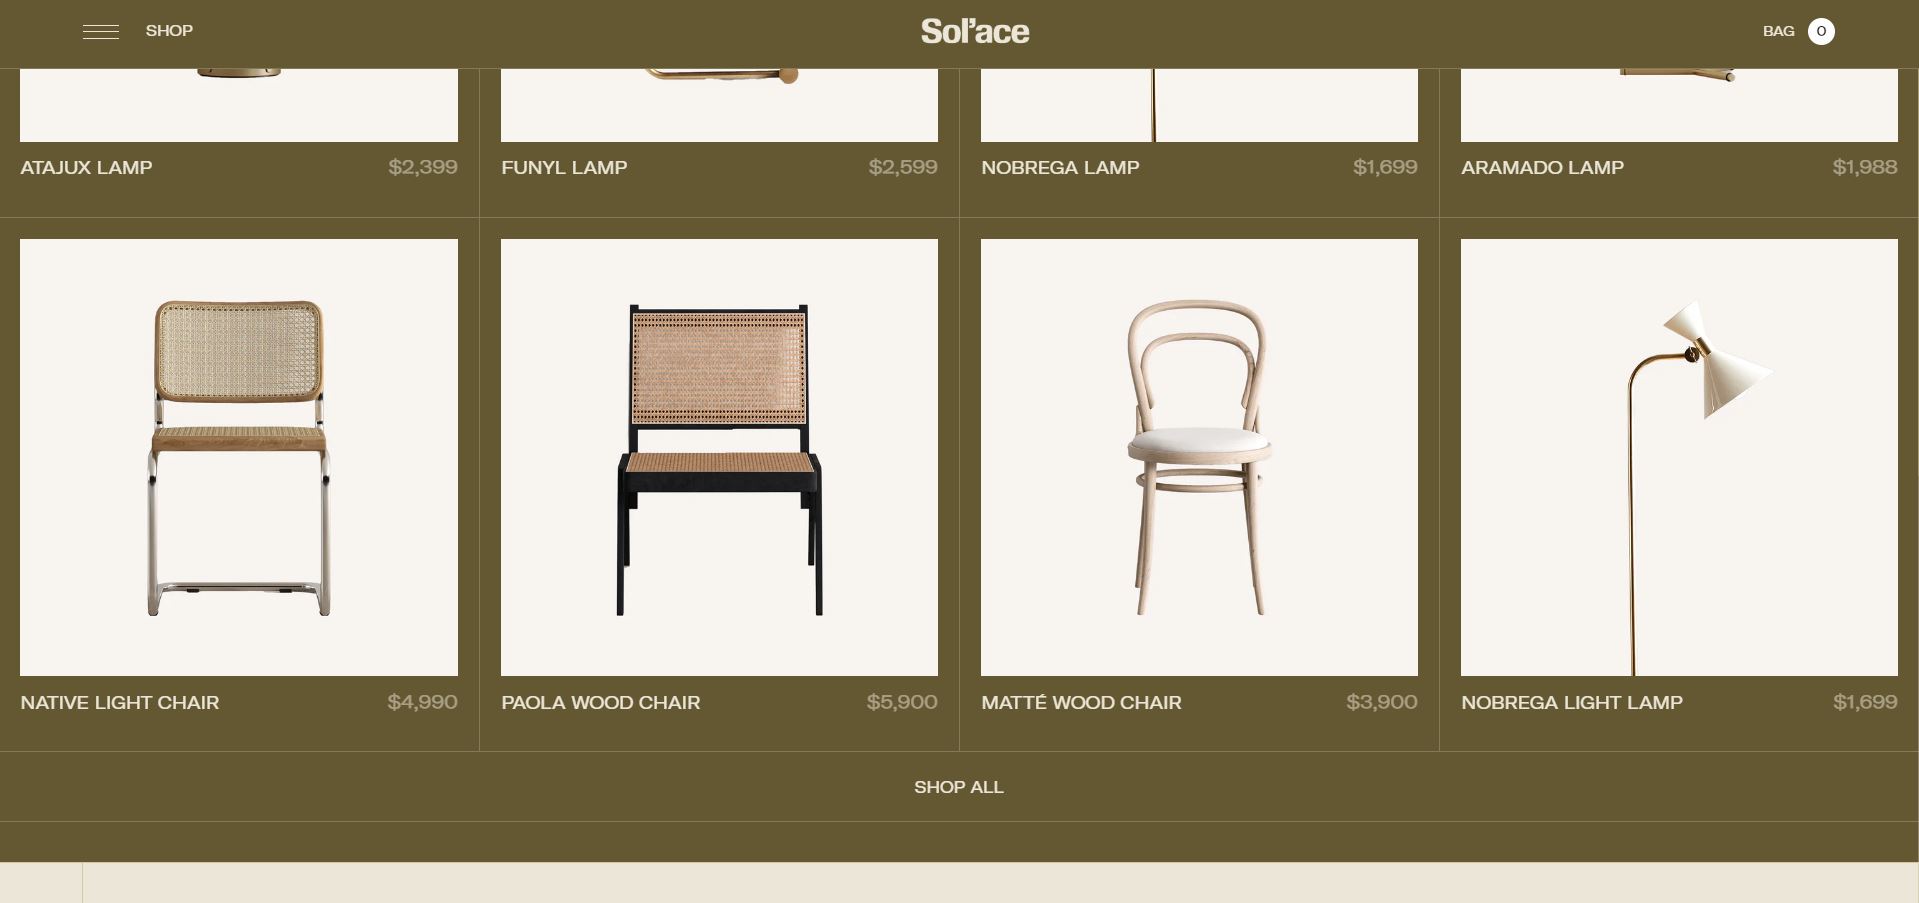 SHOP
Sol'ace
BAG 0
ATAJUX LAMP $2,399
FUNYL LAMP $2,599
NOBREGA LAMP $1,699
ARAMADO LAMP $1,988
NATIVE LIGHT CHAIR $4,990
PAOLA WOOD CHAIR $5,900
MATTÉ WOOD CHAIR $3,900
NOBREGA LIGHT LAMP $1,699
SHOP ALL